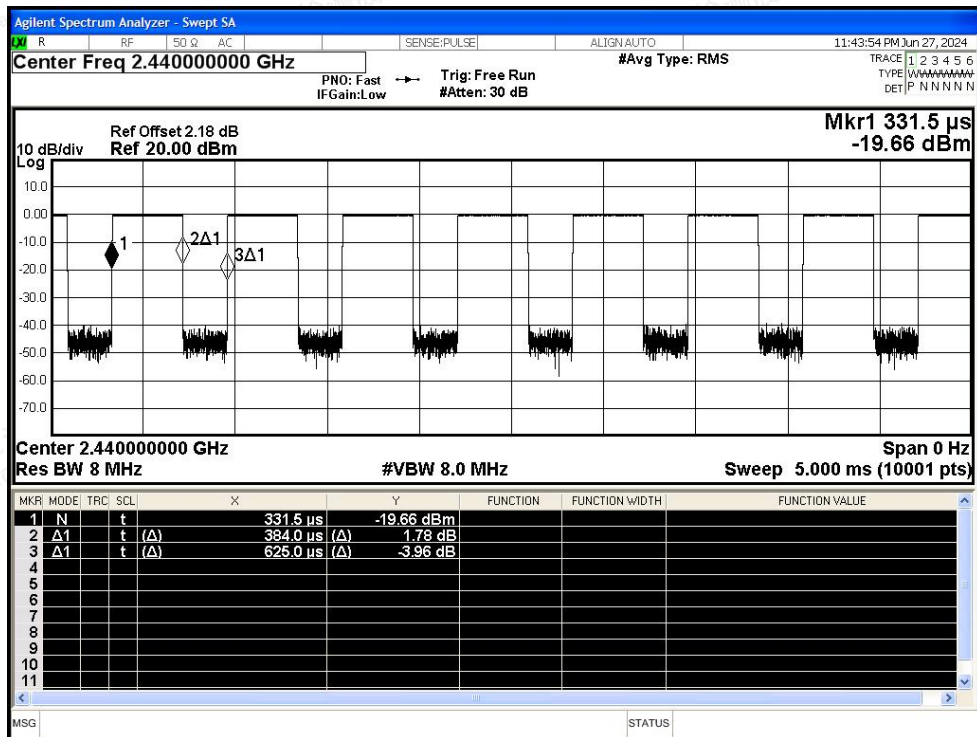 Agilent Spectrum Analyzer - Swept SA
LXI R RF 50 Ω AC SENSE:PULSE ALIGN AUTO 11:43:54 PM Jun 27, 2024
Center Freq 2.440000000 GHz #Avg Type: RMS TRACE 1 2 3 4 5 6
PNO: Fast Trig: Free Run TYPE W
IFGain:Low #Atten: 30 dB DET P N N N N N
Mkr1 331.5 µs
Ref Offset 2.18 dB
10 dB/div Ref 20.00 dBm -19.66 dBm
Log
10.0
0.00
-10.0
1 2Δ1
3Δ1
-20.0
-30.0
-40.0
-50.0
-60.0
-70.0
Center 2.440000000 GHz Span 0 Hz
Res BW 8 MHz #VBW 8.0 MHz Sweep 5.000 ms (10001 pts)
MKR MODE TRC SCL X Y FUNCTION FUNCTION WIDTH FUNCTION VALUE
1 N t 331.5 µs -19.66 dBm
2 Δ1 t (Δ) 384.0 µs (Δ) 1.78 dB
3 Δ1 t (Δ) 625.0 µs (Δ) -3.96 dB
4
5
6
7
8
9
10
11
MSG STATUS